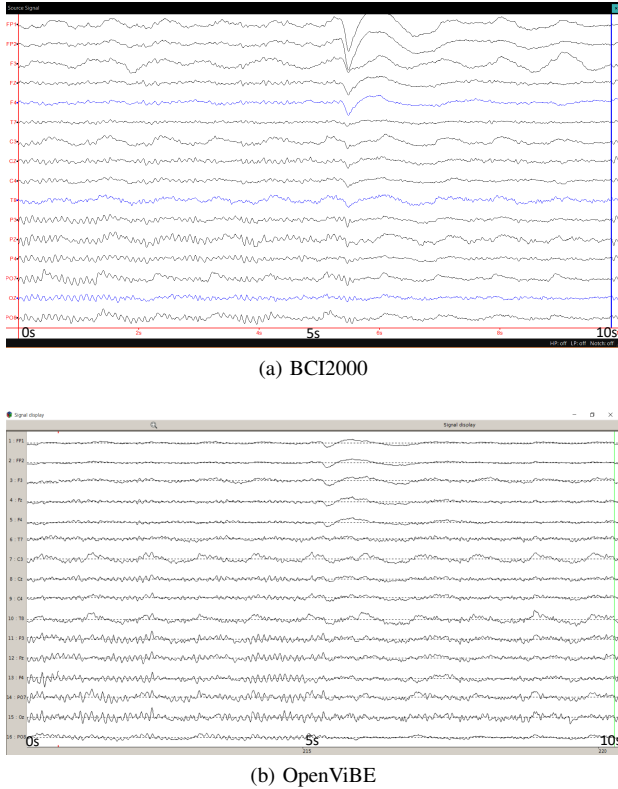 Source Signal
FP1
FP2
F3
FZ
F4
T7
C3
CZ
C4
T8
P3
PZ
P4
PO7
OZ
PO8
0s 2s 4s 5s 6s 8s 10s
HP: off LP: off Notch: off
(a) BCI2000
Signal display
Signal display
1 : FP1
2 : FP2
3 : F3
4 : Fz
5 : F4
6 : T7
7 : C3
8 : Cz
9 : C4
10 : T8
11 : P3
12 : Pz
13 : P4
14 : PO7
15 : Oz
16 : PO8
0s 5s 10s
215 220
(b) OpenViBE